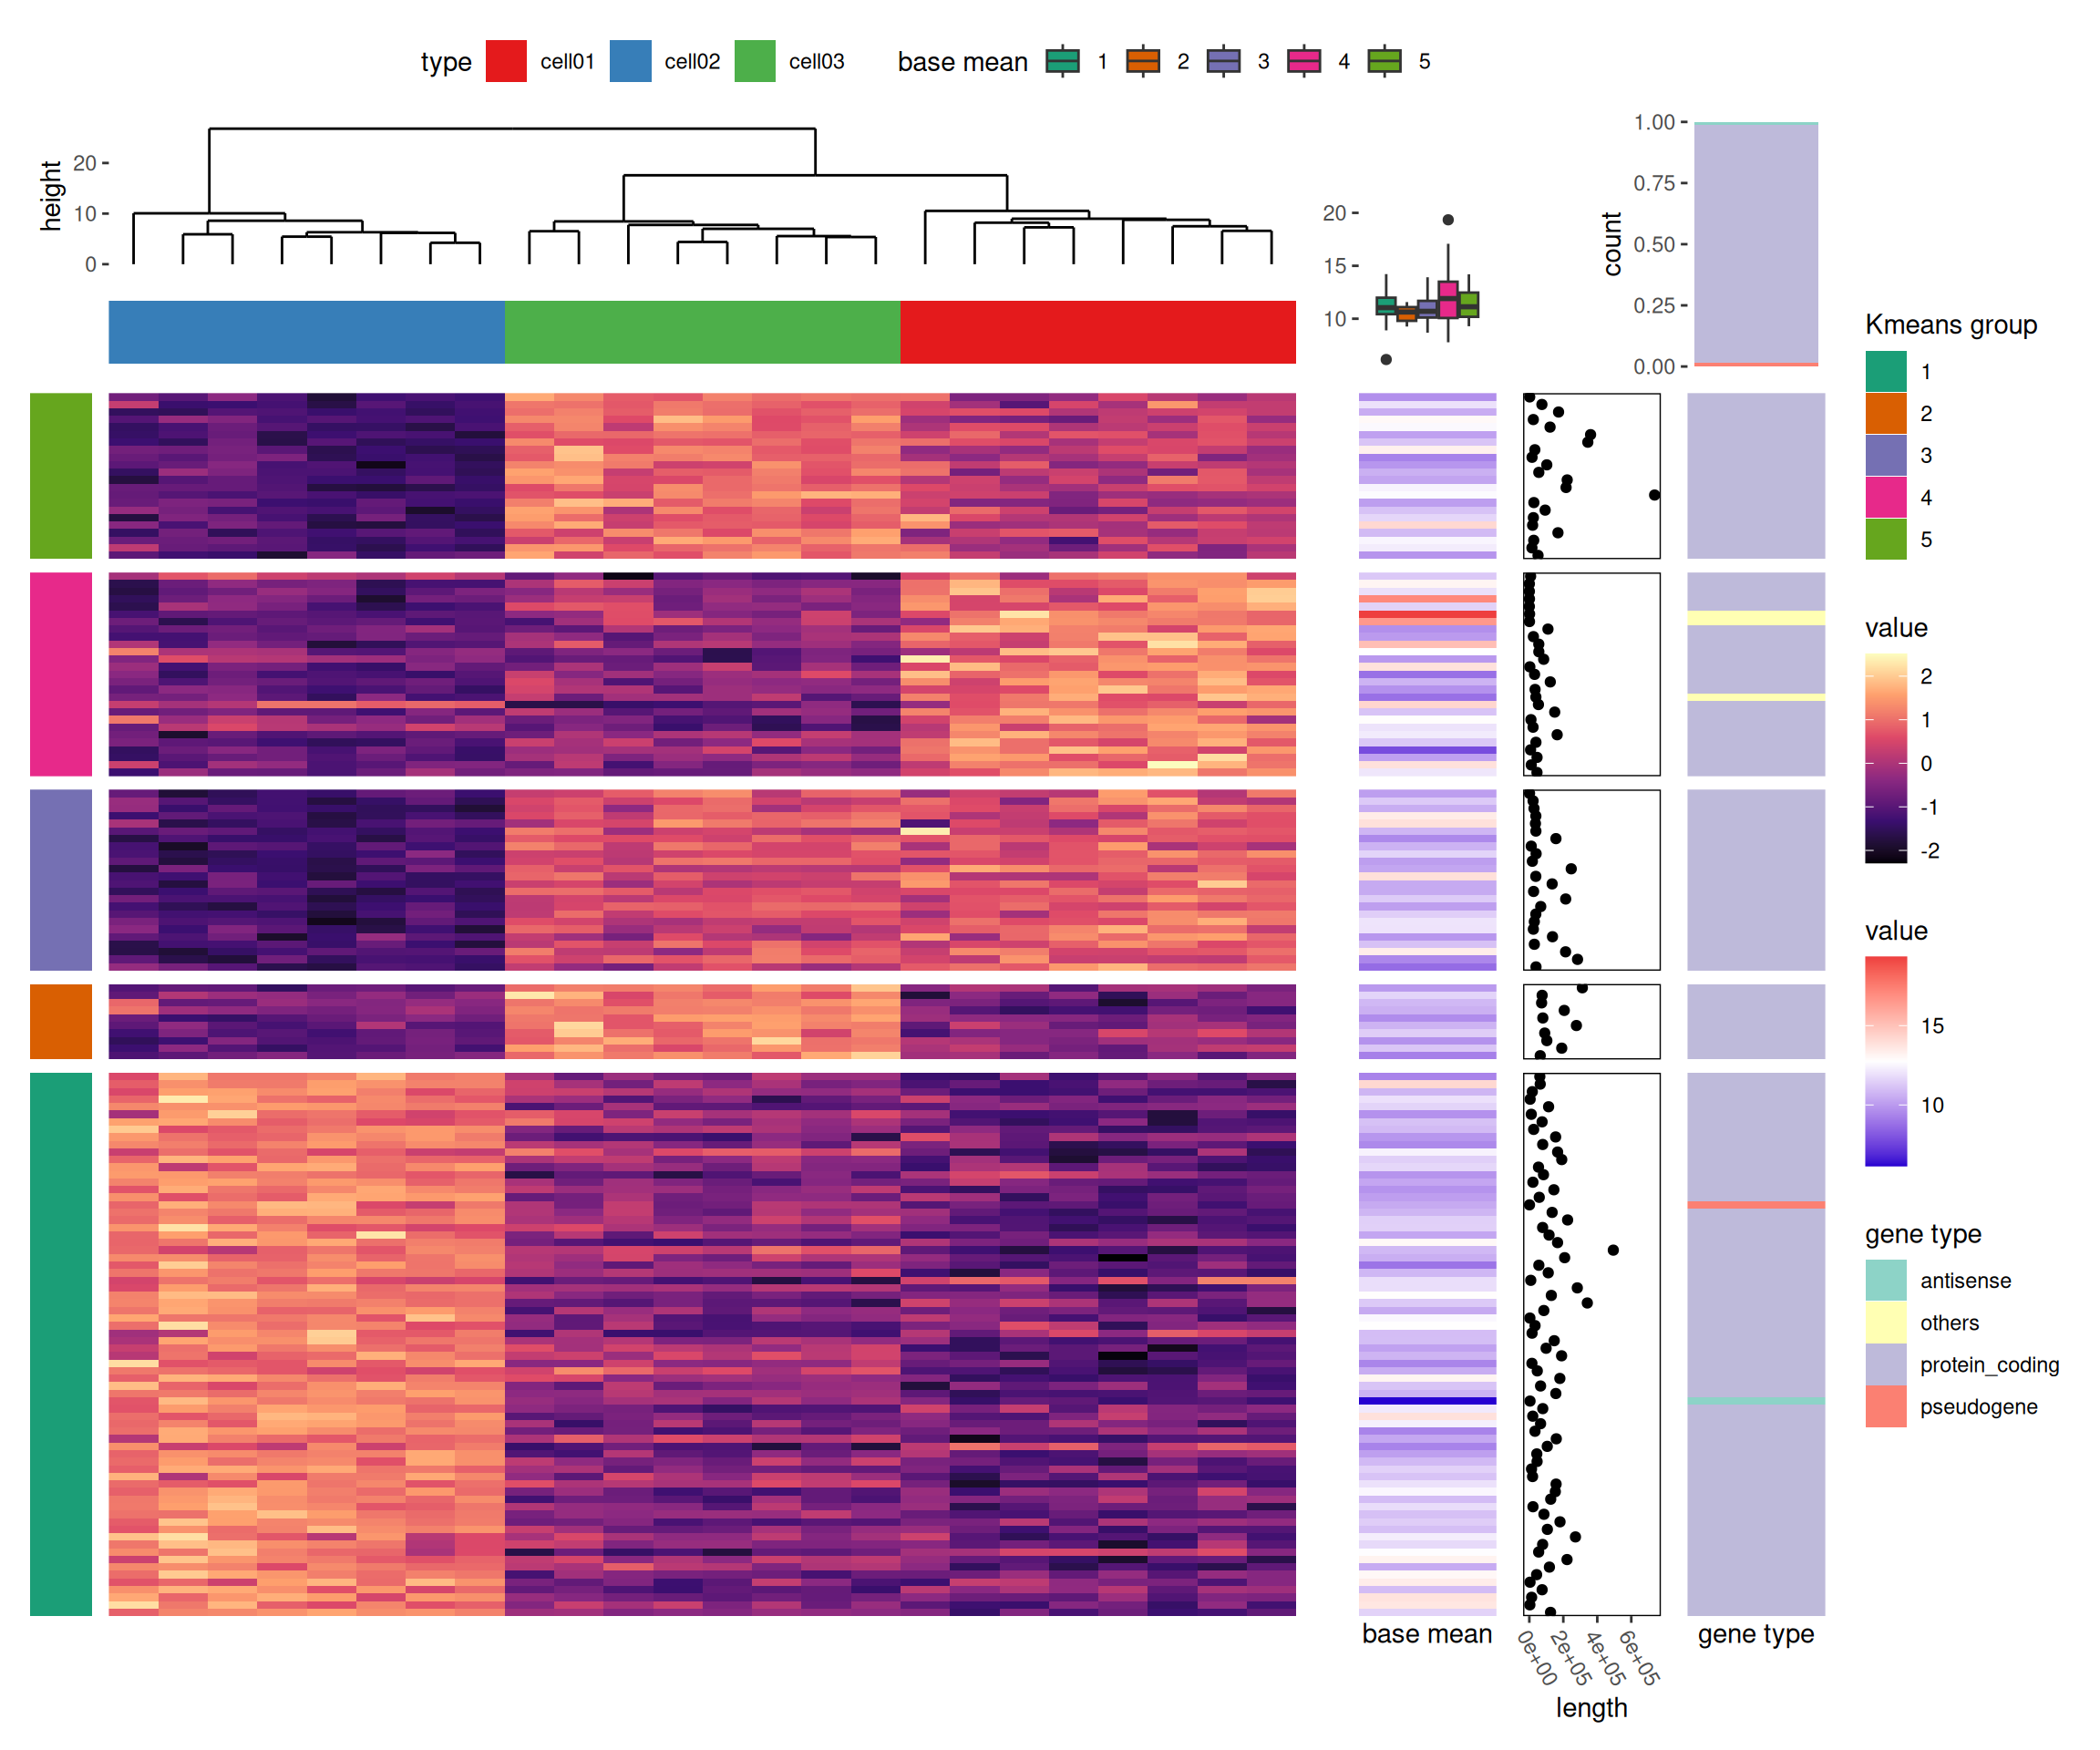 type cell01 cell02 cell03 base mean 1 2 3 4 5
height
20
10
0
20
15
10
count
1.00
0.75
0.50
0.25
0.00
Kmeans group
1
2
3
4
5
value
2
1
0
-1
-2
value
15
10
gene type
antisense
others
protein_coding
pseudogene
base mean
0e+00 2e+05 4e+05 6e+05
length
gene type